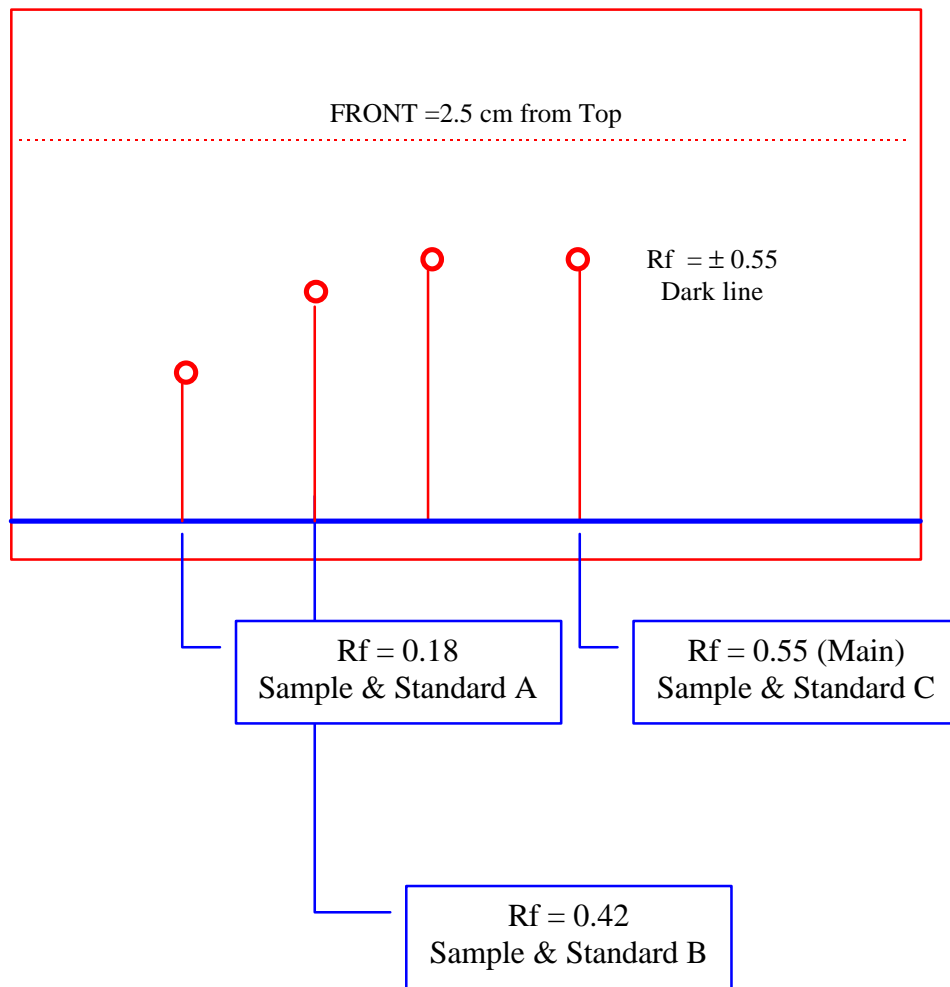 FRONT =2.5 cm from Top
Rf  = ± 0.55
Dark line
Rf = 0.18
Sample & Standard A
Rf = 0.55 (Main)
Sample & Standard C
Rf = 0.42
Sample & Standard B